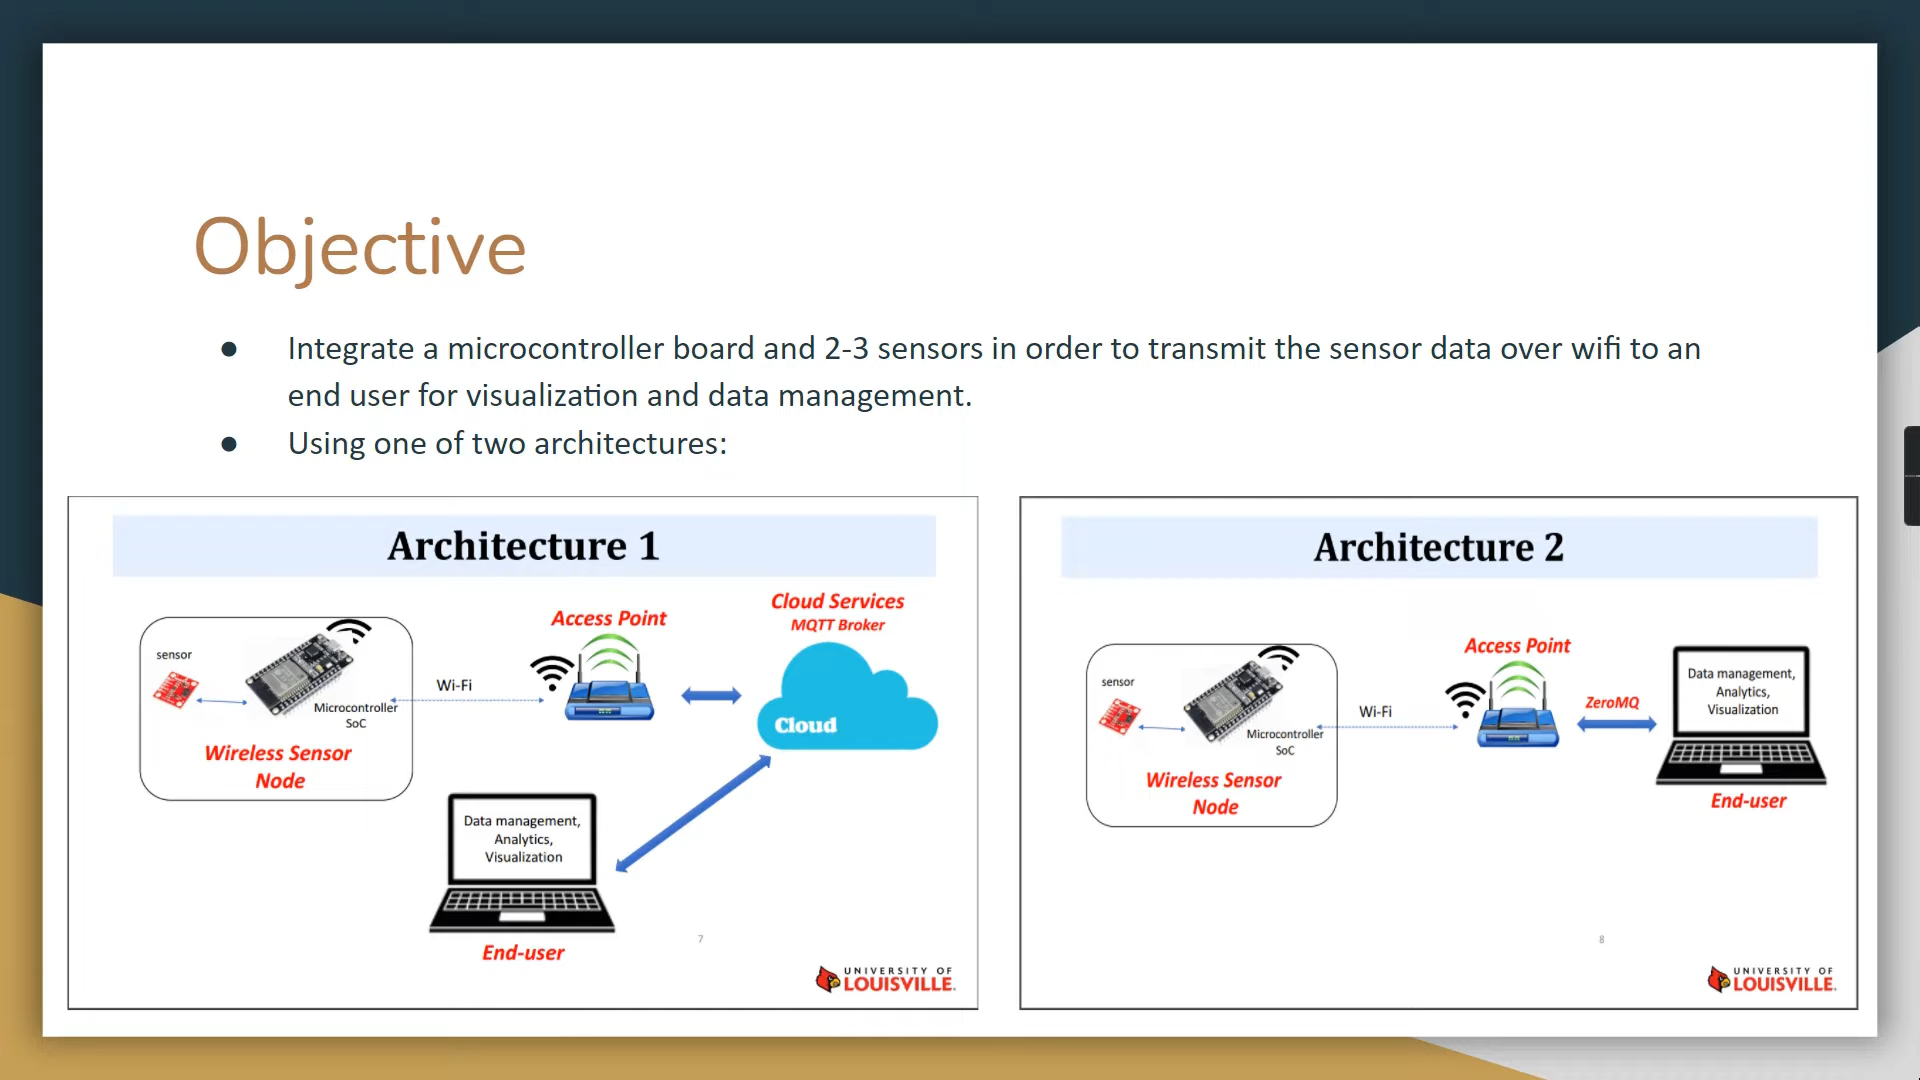 Objective
● Integrate a microcontroller board and 2-3 sensors in order to transmit the sensor data over wifi to an
end user for visualization and data management.
● Using one of two architectures:
Architecture 1
Cloud Services
MQTT Broker
Access Point
sensor
Wi-Fi
Microcontroller
SoC
Cloud
Wireless Sensor
Node
Data management,
Analytics,
Visualization
End-user
7
UNIVERSITY OF
LOUISVILLE.
Architecture 2
Access Point
sensor
Data management,
Analytics,
Visualization
ZeroMQ
Wi-Fi
Microcontroller
SoC
Wireless Sensor
Node
End-user
8
UNIVERSITY OF
LOUISVILLE.